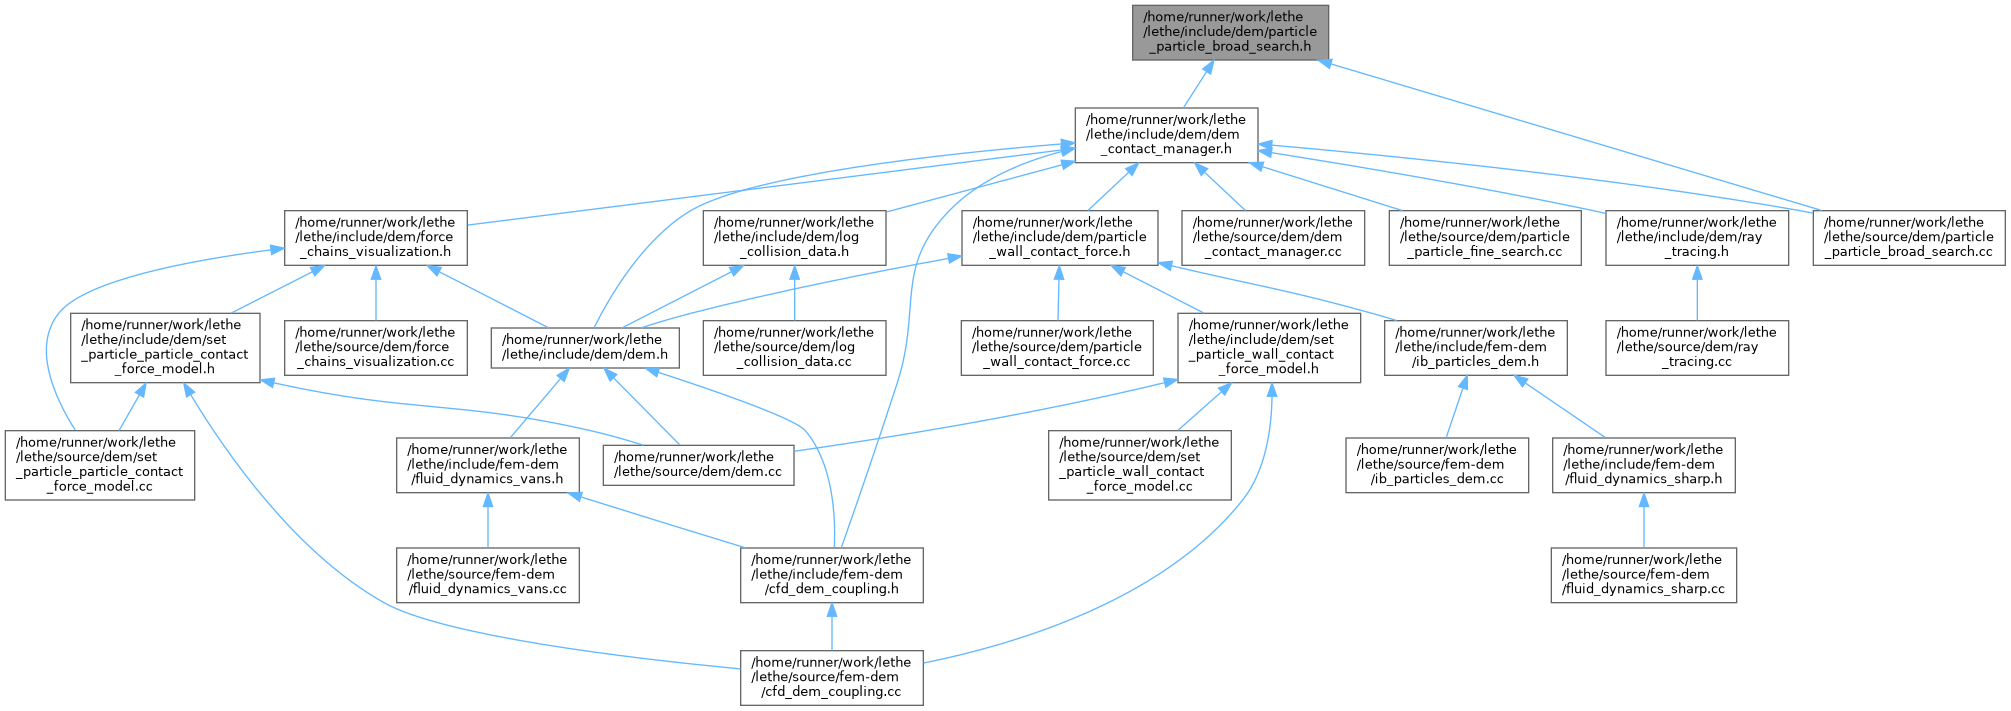 /home/runner/work/lethe
/lethe/include/dem/particle
_particle_broad_search.h
/home/runner/work/lethe
/lethe/include/dem/dem
_contact_manager.h
/home/runner/work/lethe
/lethe/include/dem/force
_chains_visualization.h
/home/runner/work/lethe
/lethe/include/dem/log
_collision_data.h
/home/runner/work/lethe
/lethe/include/dem/particle
_wall_contact_force.h
/home/runner/work/lethe
/lethe/source/dem/dem
_contact_manager.cc
/home/runner/work/lethe
/lethe/source/dem/particle
_particle_fine_search.cc
/home/runner/work/lethe
/lethe/include/dem/ray
_tracing.h
/home/runner/work/lethe
/lethe/source/dem/particle
_particle_broad_search.cc
/home/runner/work/lethe
/lethe/include/dem/set
_particle_particle_contact
_force_model.h
/home/runner/work/lethe
/lethe/source/dem/force
_chains_visualization.cc
/home/runner/work/lethe
/lethe/include/dem/dem.h
/home/runner/work/lethe
/lethe/source/dem/log
_collision_data.cc
/home/runner/work/lethe
/lethe/source/dem/particle
_wall_contact_force.cc
/home/runner/work/lethe
/lethe/include/dem/set
_particle_wall_contact
_force_model.h
/home/runner/work/lethe
/lethe/include/fem-dem
/ib_particles_dem.h
/home/runner/work/lethe
/lethe/source/dem/ray
_tracing.cc
/home/runner/work/lethe
/lethe/source/dem/set
_particle_particle_contact
_force_model.cc
/home/runner/work/lethe
/lethe/include/fem-dem
/fluid_dynamics_vans.h
/home/runner/work/lethe
/lethe/source/dem/dem.cc
/home/runner/work/lethe
/lethe/source/dem/set
_particle_wall_contact
_force_model.cc
/home/runner/work/lethe
/lethe/source/fem-dem
/ib_particles_dem.cc
/home/runner/work/lethe
/lethe/include/fem-dem
/fluid_dynamics_sharp.h
/home/runner/work/lethe
/lethe/source/fem-dem
/fluid_dynamics_vans.cc
/home/runner/work/lethe
/lethe/include/fem-dem
/cfd_dem_coupling.h
/home/runner/work/lethe
/lethe/source/fem-dem
/fluid_dynamics_sharp.cc
/home/runner/work/lethe
/lethe/source/fem-dem
/cfd_dem_coupling.cc